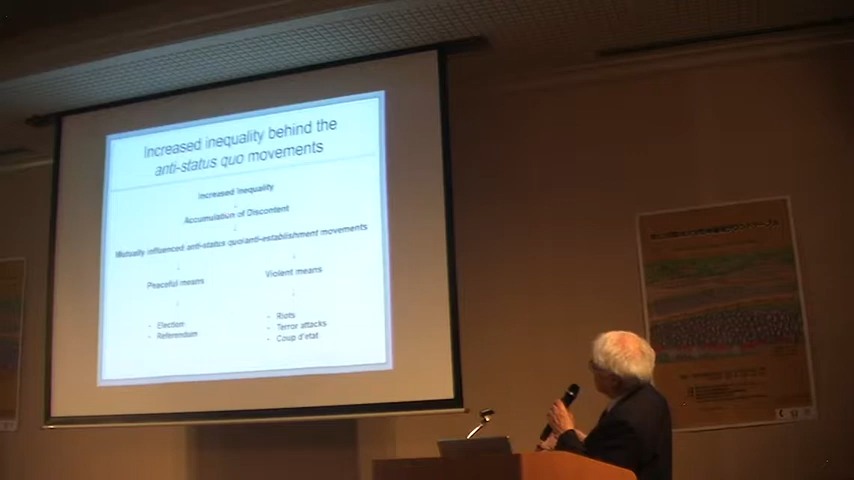 Increased inequality behind the
anti-status quo movements
Increased Inequality
Accumulation of Discontent
Mutually influenced anti-status quo/anti-establishment movements
Peaceful means
Violent means
- Election
- Referendum
- Riots
- Terror attacks
- Coup d'etat